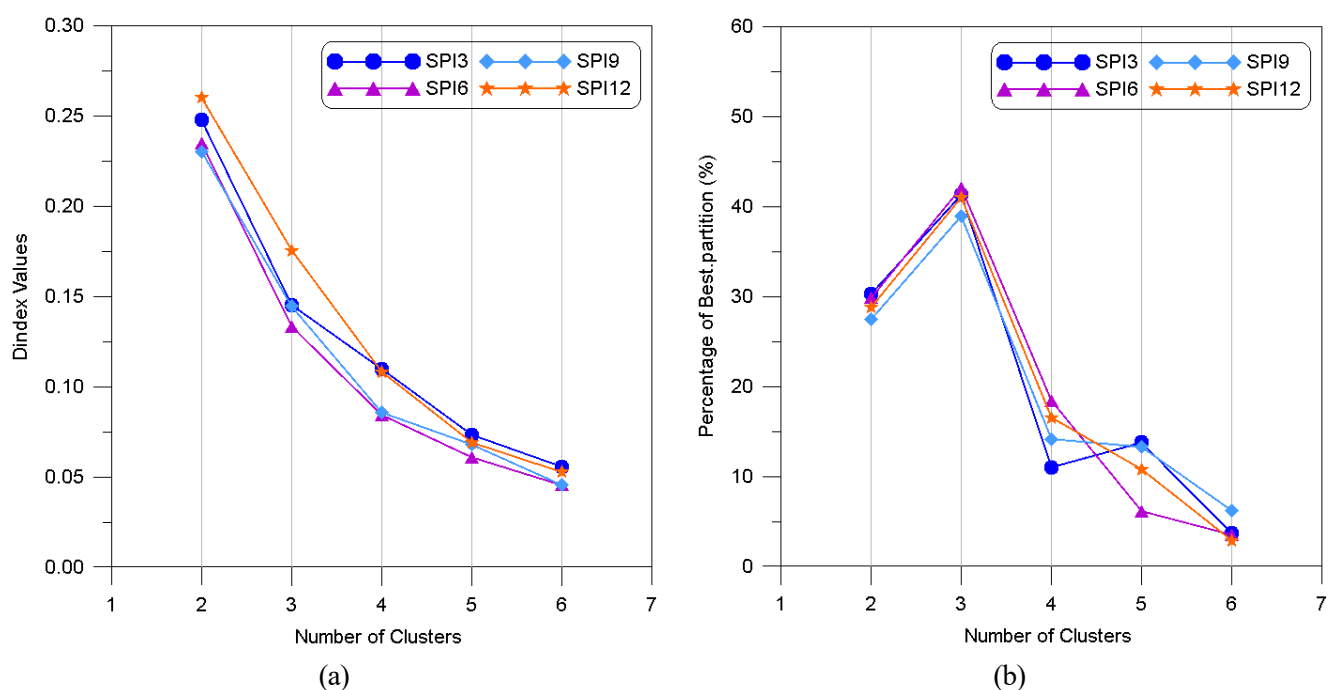 0.30
0.25
0.20
0.15
0.10
0.05
0.00
Dindex Values
SPI3 SPI9
SPI6 SPI12
1 2 3 4 5 6 7
Number of Clusters
(a)
60
50
40
30
20
10
0
Percentage of Best.partition (%)
SPI3 SPI9
SPI6 SPI12
1 2 3 4 5 6 7
Number of Clusters
(b)